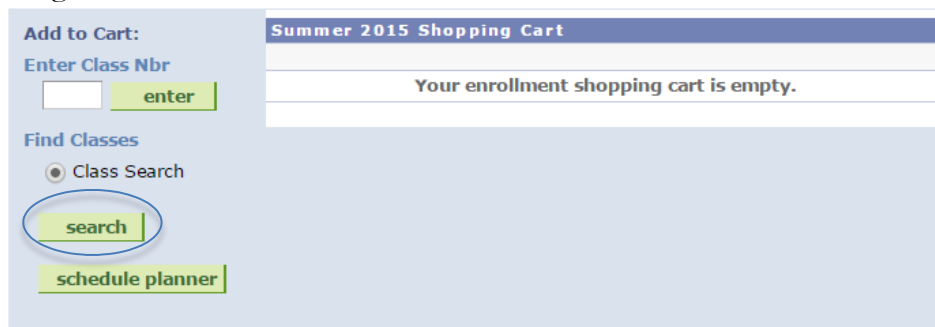 Add to Cart:
Enter Class Nbr
enter
Find Classes
Class Search
search
schedule planner
Summer 2015 Shopping Cart
Your enrollment shopping cart is empty.